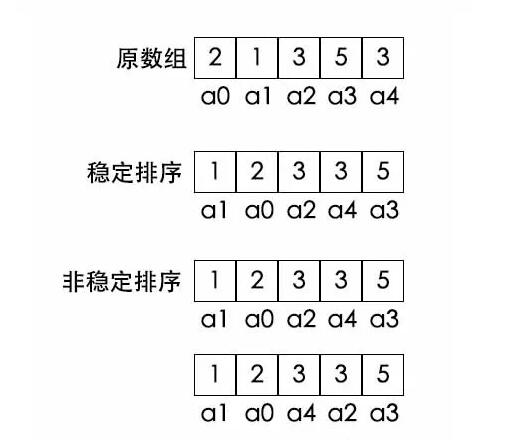 原数组 2 1 3 5 3
a0 a1 a2 a3 a4
稳定排序 1 2 3 3 5
a1 a0 a2 a4 a3
非稳定排序 1 2 3 3 5
a1 a0 a2 a4 a3
1 2 3 3 5
a1 a0 a4 a2 a3